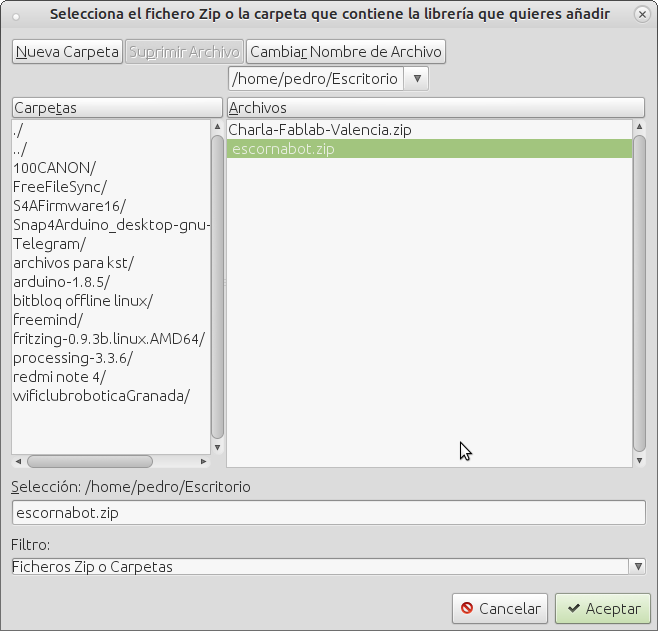 Selecciona el fichero Zip o la carpeta que contiene la librería que quieres añadir
Nueva Carpeta Suprimir Archivo Cambiar Nombre de Archivo
/home/pedro/Escritorio
Carpetas Archivos
./ Charla-Fablab-Valencia.zip
../ escornabot.zip
100CANON/
FreeFileSync/
S4AFirmware16/
Snap4Arduino_desktop-gnu-
Telegram/
archivos para kst/
arduino-1.8.5/
bitbloq offline linux/
freemind/
fritzing-0.9.3b.linux.AMD64/
processing-3.3.6/
redmi note 4/
wificlubroboticaGranada/
Selección: /home/pedro/Escritorio
escornabot.zip
Filtro:
Ficheros Zip o Carpetas
Cancelar Aceptar